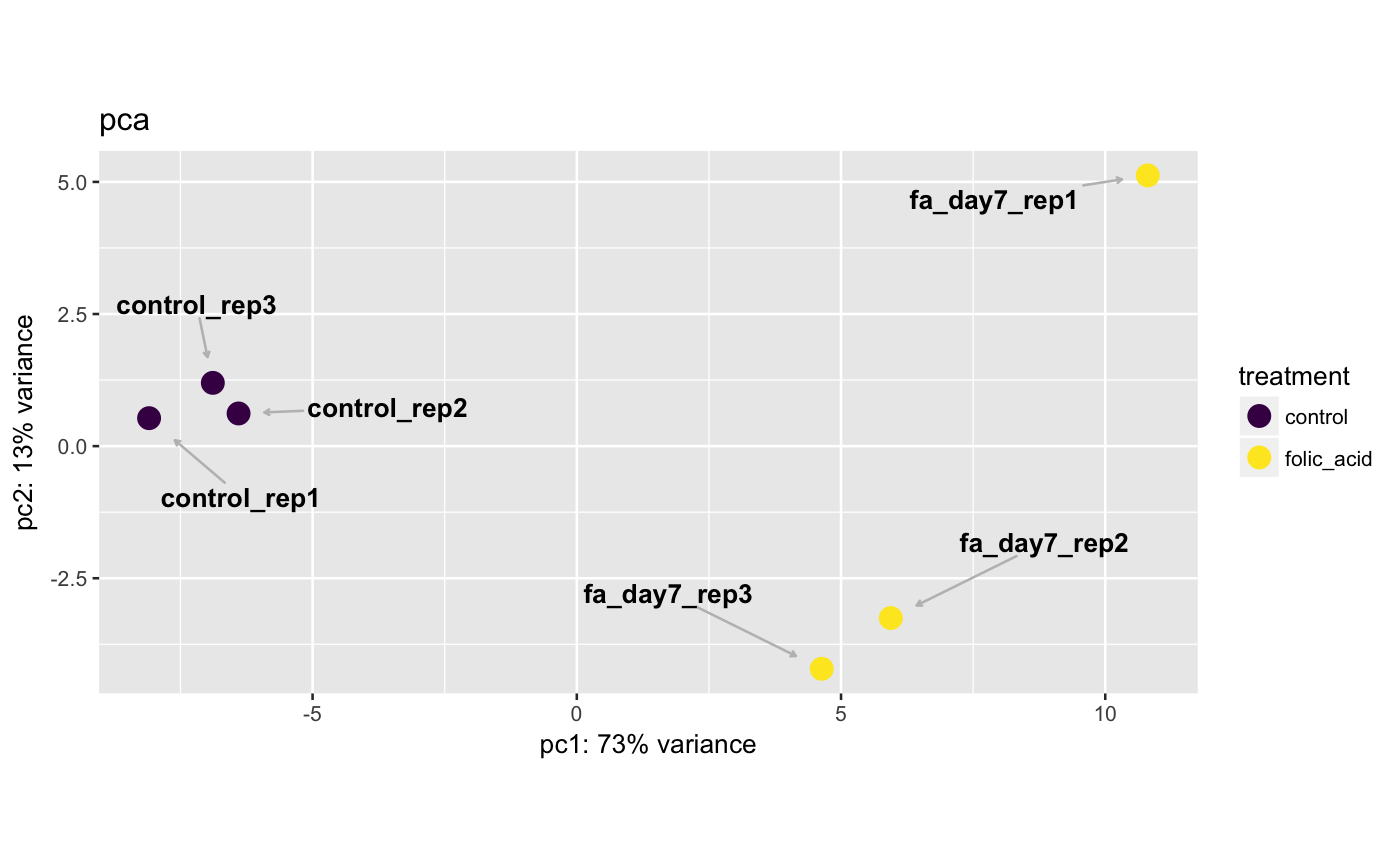 pca
5.0
2.5
0.0
-2.5
pc2: 13% variance
fa_day7_rep1
control_rep3
control_rep2
control_rep1
fa_day7_rep2
fa_day7_rep3
-5
0
5
10
pc1: 73% variance
treatment
control
folic_acid